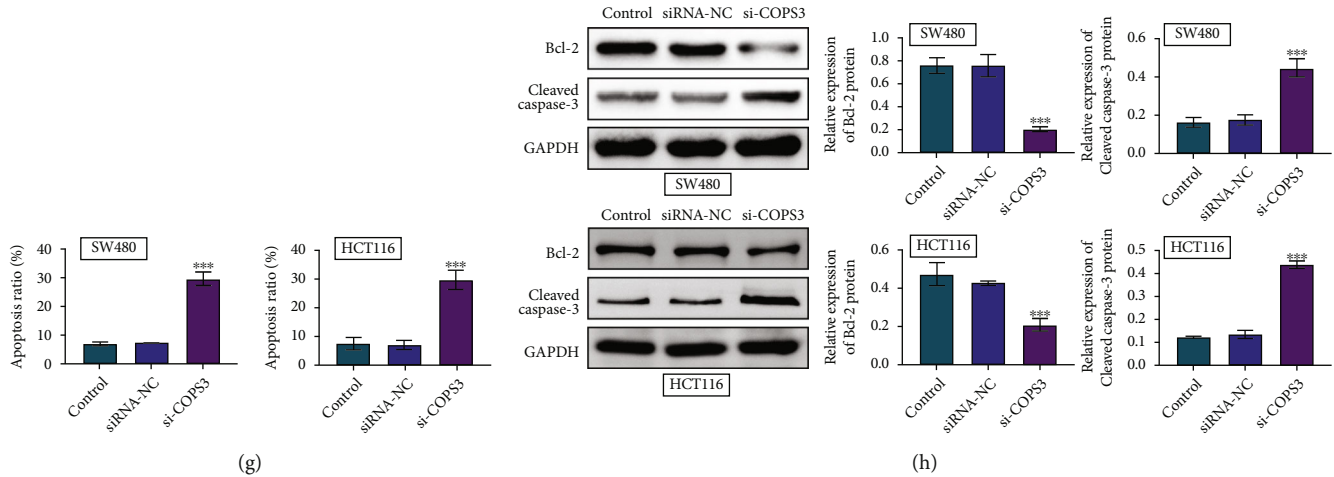 Control siRNA-NC si-COPS3
Bcl-2
Cleaved
caspase-3
GAPDH
SW480
Relative expression
of Bcl-2 protein
SW480
1.0
0.8
0.6
0.4
0.2
0.0
***
Control
siRNA-NC
si-COPS3
Relative expression of
Cleaved caspase-3 protein
SW480
0.6
0.4
0.2
0.0
***
Control
siRNA-NC
si-COPS3
Apoptosis ratio (%)
SW480
40
30
20
10
0
***
Control
siRNA-NC
si-COPS3
Apoptosis ratio (%)
HCT116
40
30
20
10
0
***
Control
siRNA-NC
si-COPS3
(g)
Control siRNA-NC si-COPS3
Bcl-2
Cleaved
caspase-3
GAPDH
HCT116
Relative expression
of Bcl-2 protein
HCT116
0.6
0.4
0.2
0.0
***
Control
siRNA-NC
si-COPS3
Relative expression of
Cleaved caspase-3 protein
HCT116
0.5
0.4
0.3
0.2
0.1
0.0
***
Control
siRNA-NC
si-COPS3
(h)